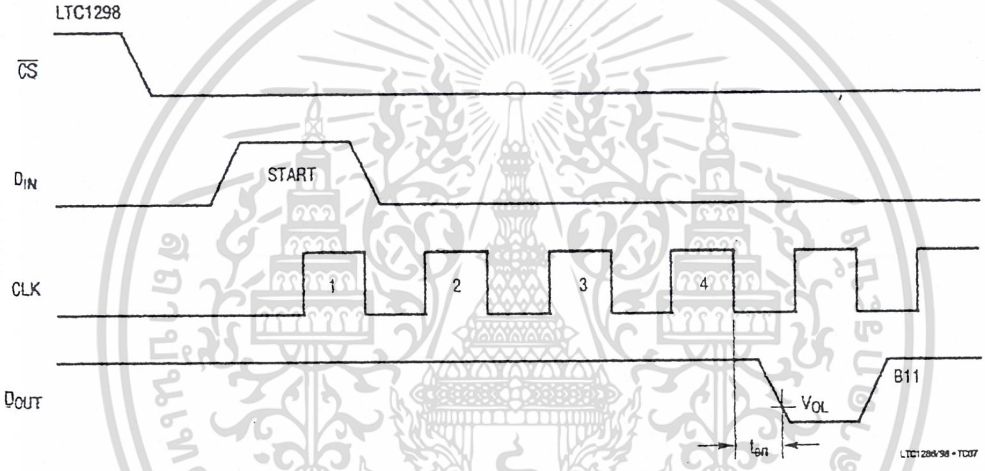 LTC1298
CS
DIN
START
CLK
1
2
3
4
DOUT
VOL
B11
ten
LTC1286/98 • TC07